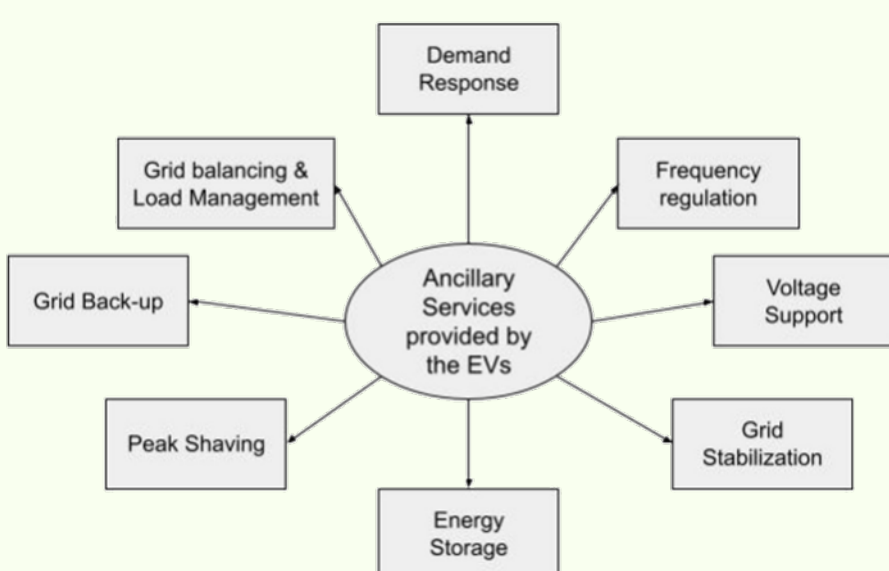 Demand
Response
Grid balancing &
Load Management
Frequency
regulation
Grid Back-up
Ancillary
Services
provided by
the EVs
Voltage
Support
Peak Shaving
Grid
Stabilization
Energy
Storage